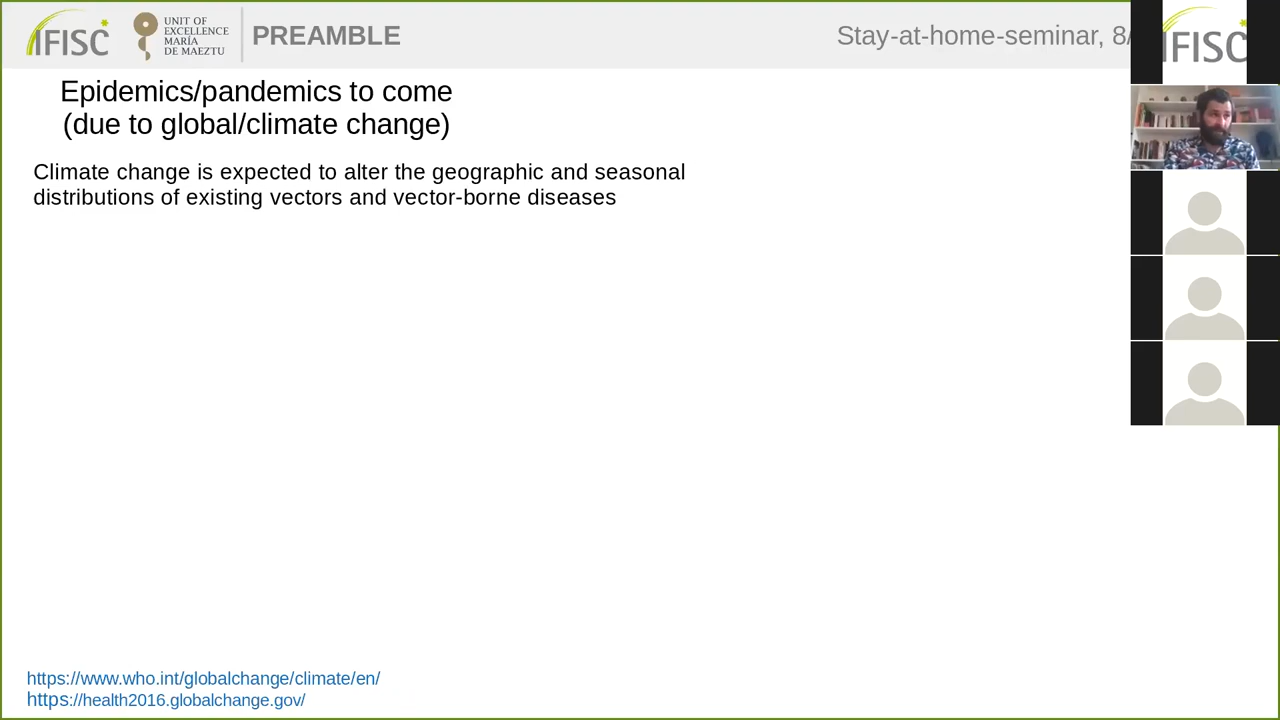 IFISC
UNIT OF
EXCELLENCE
MARÍA
DE MAEZTU
PREAMBLE
Stay-at-home-seminar, 8/
IFISC
Epidemics/pandemics to come
(due to global/climate change)
Climate change is expected to alter the geographic and seasonal
distributions of existing vectors and vector-borne diseases
https://www.who.int/globalchange/climate/en/
https://health2016.globalchange.gov/